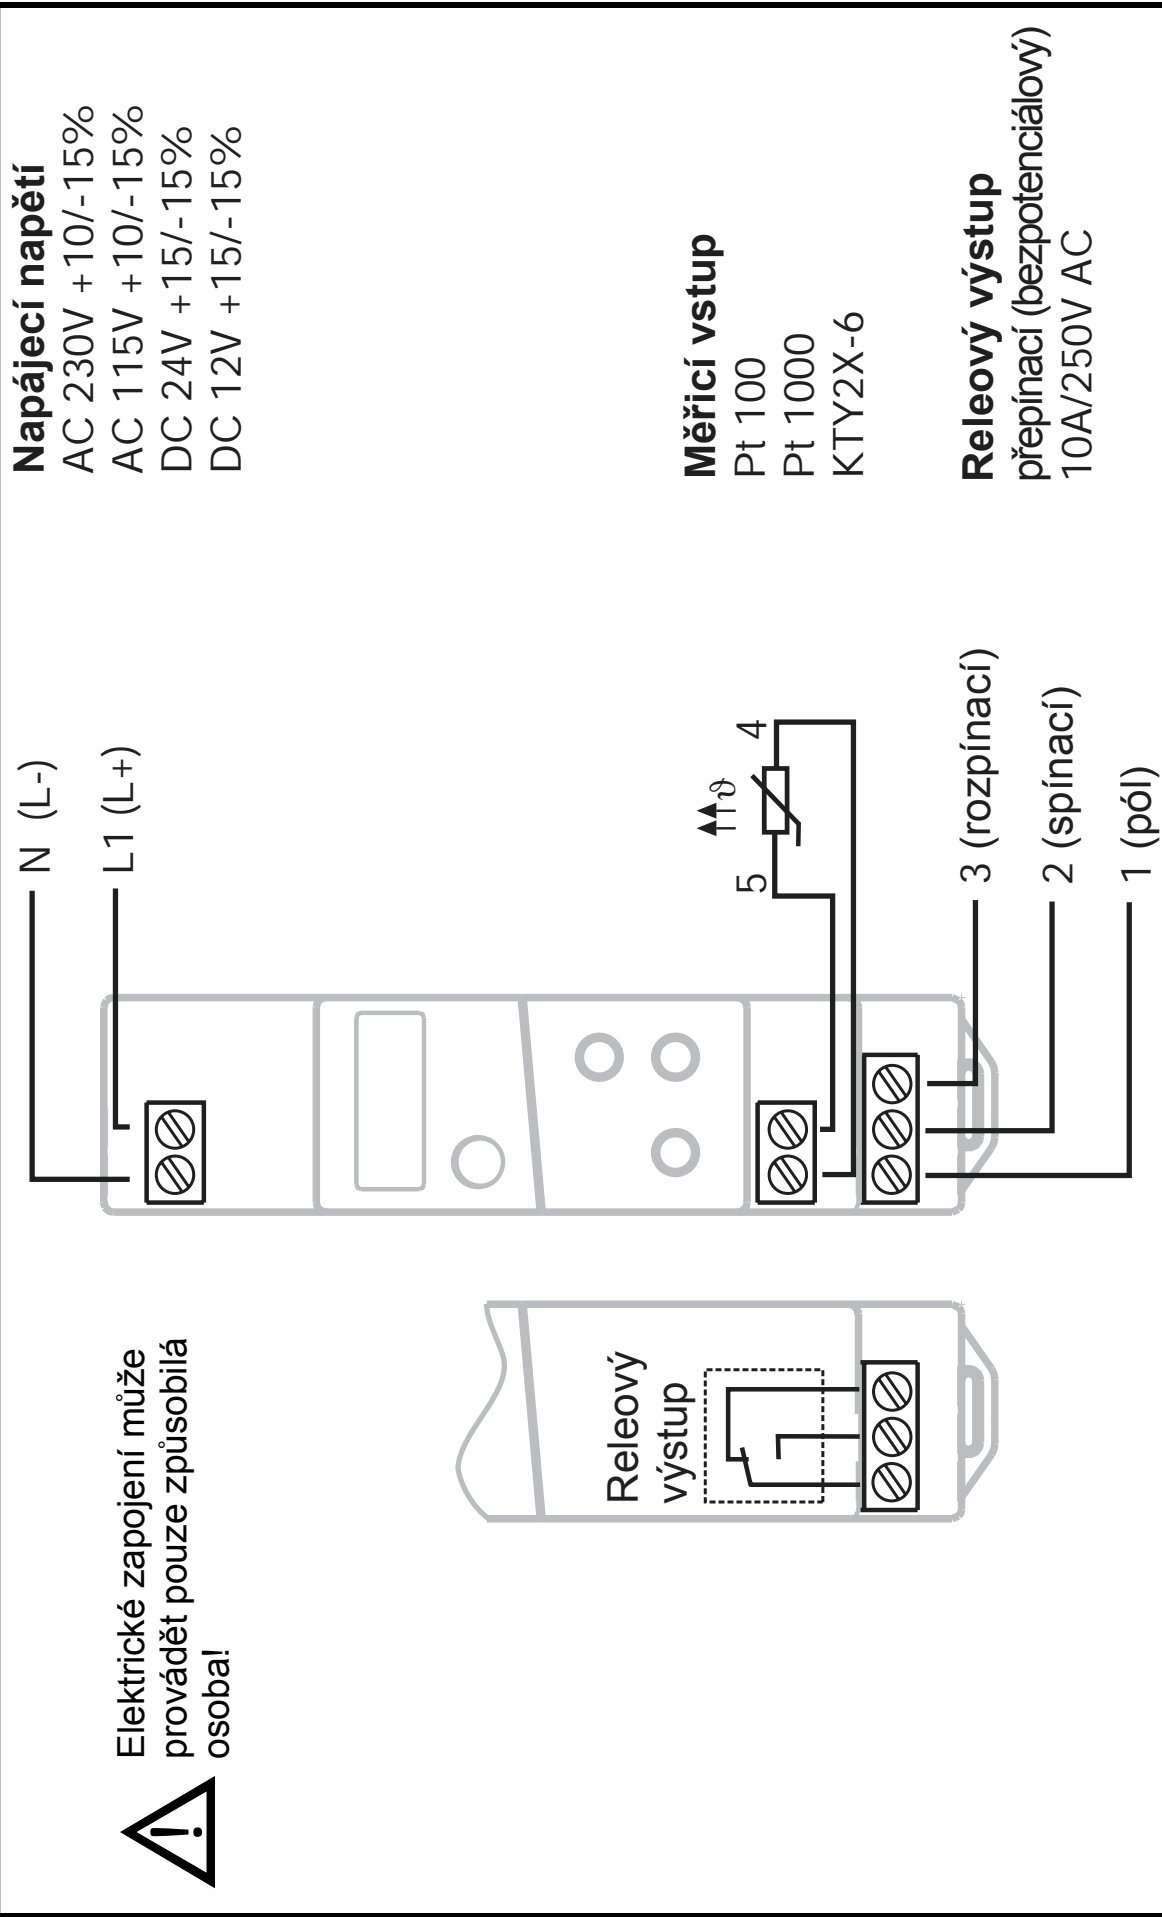 Elektrické zapojení může
provádět pouze způsobilá
osoba!
N (L-)
L1 (L+)
Napájecí napětí
AC 230V +10/-15%
AC 115V +10/-15%
DC 24V +15/-15%
DC 12V +15/-15%
Releový
výstup
5
ϑ
4
Měřicí vstup
Pt 100
Pt 1000
KTY2X-6
3 (rozpínací)
2 (spínací)
1 (pól)
Releový výstup
přepínací (bezpotenciálový)
10A/250V AC